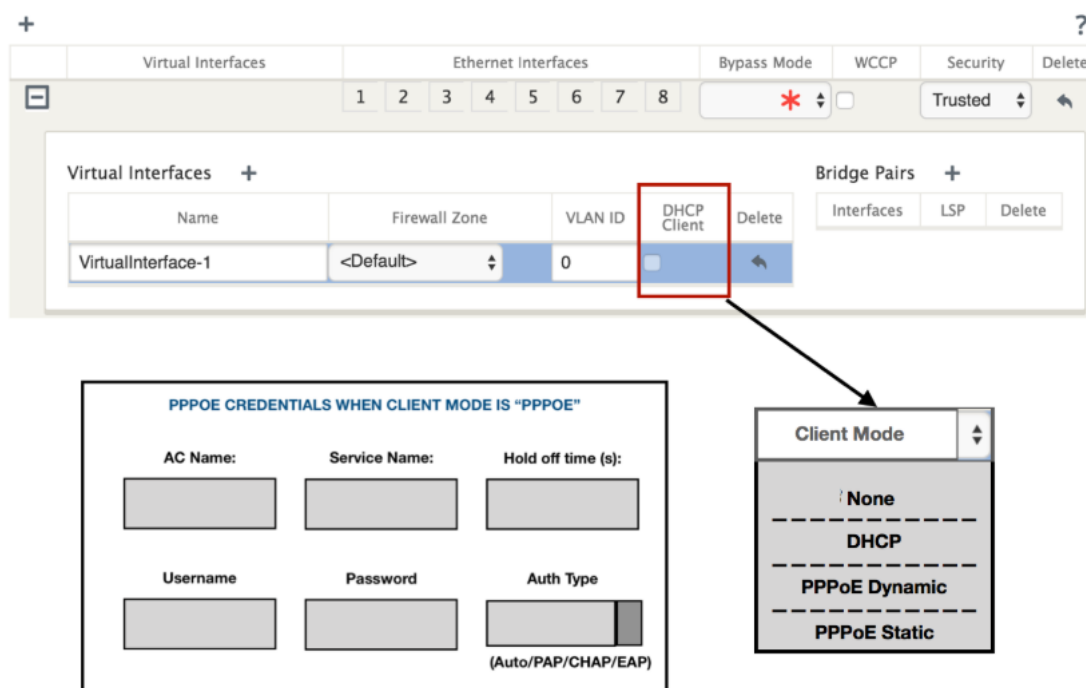 + ?
Virtual Interfaces Ethernet Interfaces Bypass Mode WCCP Security Delete
1 2 3 4 5 6 7 8 * Trusted
Virtual Interfaces + Bridge Pairs +
Name Firewall Zone VLAN ID DHCP Client Delete Interfaces LSP Delete
VirtualInterface-1 <Default> 0
PPPOE CREDENTIALS WHEN CLIENT MODE IS “PPPOE”
AC Name: Service Name: Hold off time (s):
Username Password Auth Type
(Auto/PAP/CHAP/EAP)
Client Mode
None
DHCP
PPPoE Dynamic
PPPoE Static